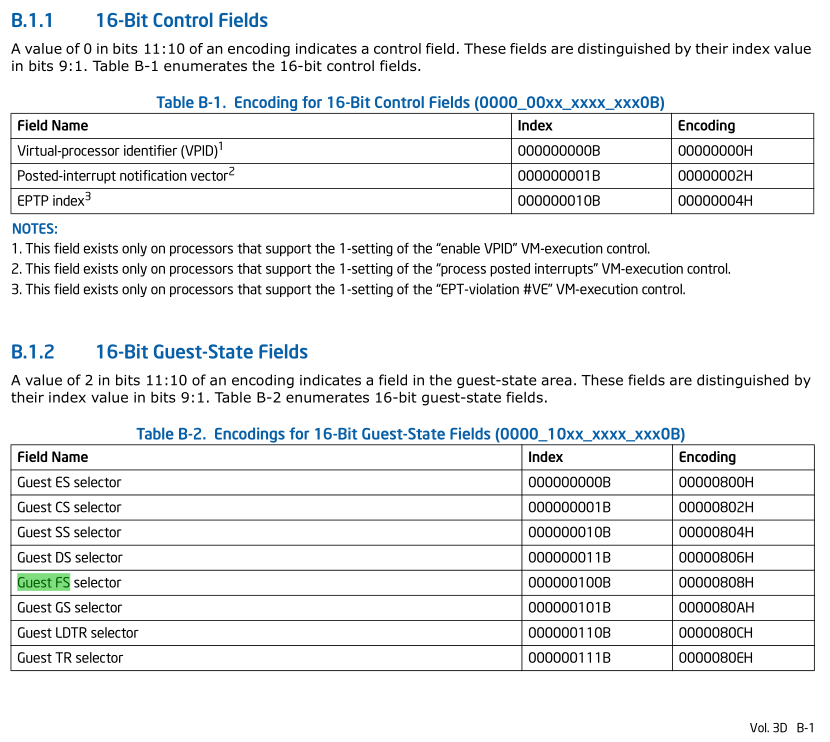 B.1.1 16-Bit Control Fields
A value of 0 in bits 11:10 of an encoding indicates a control field. These fields are distinguished by their index value
in bits 9:1. Table B-1 enumerates the 16-bit control fields.
Table B-1. Encoding for 16-Bit Control Fields (0000_00xx_xxxx_xxx0B)
Field Name Index Encoding
Virtual-processor identifier (VPID)1 000000000B 00000000H
Posted-interrupt notification vector2 000000001B 00000002H
EPTP index3 000000010B 00000004H
NOTES:
1. This field exists only on processors that support the 1-setting of the “enable VPID” VM-execution control.
2. This field exists only on processors that support the 1-setting of the “process posted interrupts” VM-execution control.
3. This field exists only on processors that support the 1-setting of the “EPT-violation #VE” VM-execution control.
B.1.2 16-Bit Guest-State Fields
A value of 2 in bits 11:10 of an encoding indicates a field in the guest-state area. These fields are distinguished by
their index value in bits 9:1. Table B-2 enumerates 16-bit guest-state fields.
Table B-2. Encodings for 16-Bit Guest-State Fields (0000_10xx_xxxx_xxx0B)
Field Name Index Encoding
Guest ES selector 000000000B 00000800H
Guest CS selector 000000001B 00000802H
Guest SS selector 000000010B 00000804H
Guest DS selector 000000011B 00000806H
Guest FS selector 000000100B 00000808H
Guest GS selector 000000101B 0000080AH
Guest LDTR selector 000000110B 0000080CH
Guest TR selector 000000111B 0000080EH
Vol. 3D B-1